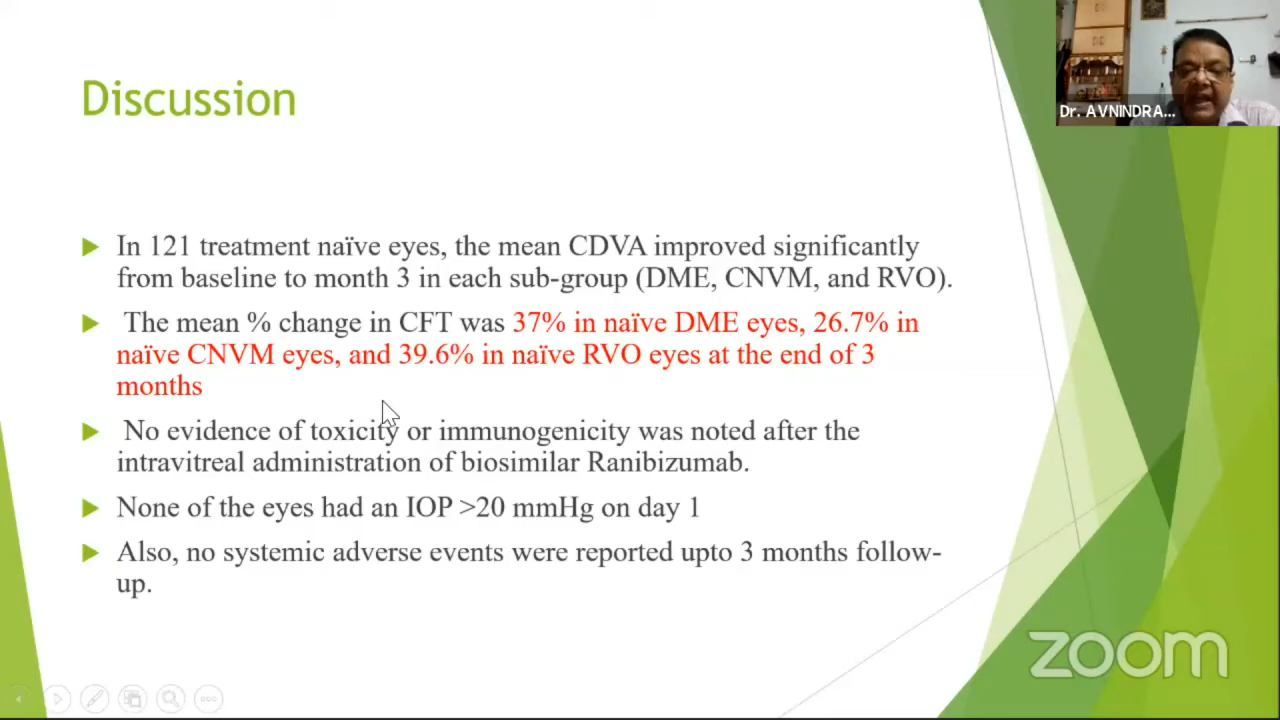 Discussion
In 121 treatment naïve eyes, the mean CDVA improved significantly
from baseline to month 3 in each sub-group (DME, CNVM, and RVO).
The mean % change in CFT was 37% in naïve DME eyes, 26.7% in
naïve CNVM eyes, and 39.6% in naïve RVO eyes at the end of 3
months
No evidence of toxicity or immunogenicity was noted after the
intravitreal administration of biosimilar Ranibizumab.
None of the eyes had an IOP >20 mmHg on day 1
Also, no systemic adverse events were reported upto 3 months follow-
up.
Dr. AVNINDRA...
zoom